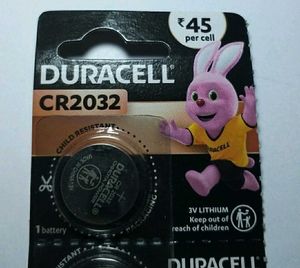 ₹45
per cell
DURACELL
CR2032
CHILD RESISTANT
DURACELL
DURACELL
3V LITHIUM
Keep out of
reach of children
1 battery